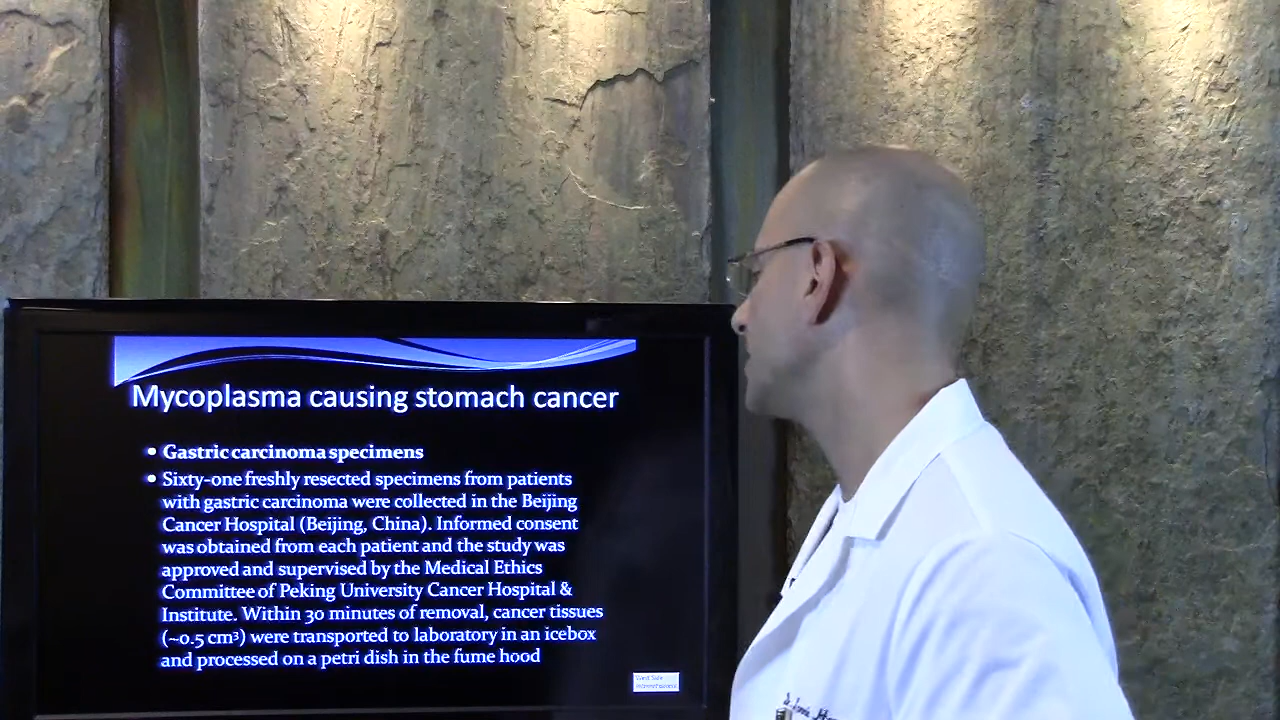 Mycoplasma causing stomach cancer
• Gastric carcinoma specimens
• Sixty-one freshly resected specimens from patients
with gastric carcinoma were collected in the Beijing
Cancer Hospital (Beijing, China). Informed consent
was obtained from each patient and the study was
approved and supervised by the Medical Ethics
Committee of Peking University Cancer Hospital &
Institute. Within 30 minutes of removal, cancer tissues
(~0.5 cm³) were transported to laboratory in an icebox
and processed on a petri dish in the fume hood